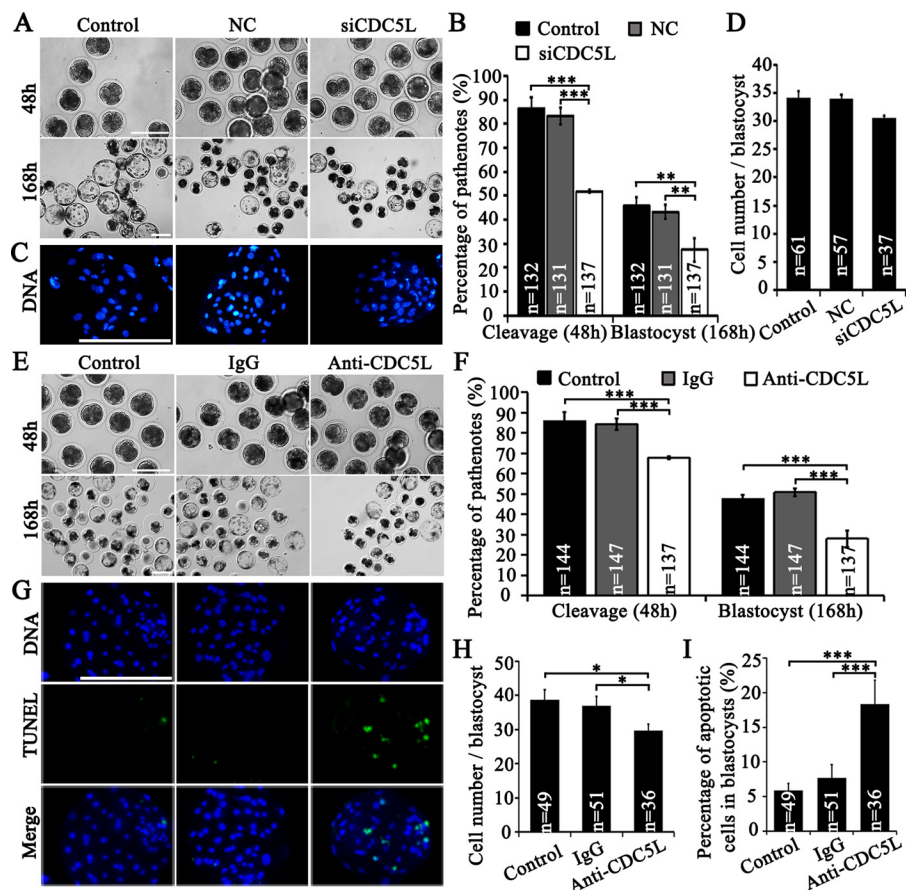 A
Control
NC
siCDC5L
48h
168h
B
Control
NC
siCDC5L
Percentage of pathenotes (%)
100
90
80
70
60
50
40
30
20
10
0
***
***
**
**
n=132
n=131
n=137
n=132
n=131
n=137
Cleavage (48h)
Blastocyst (168h)
C
DNA
D
Cell number / blastocyst
40
35
30
25
20
15
10
5
0
n=61
n=57
n=37
Control
NC
siCDC5L
E
Control
IgG
Anti-CDC5L
48h
168h
F
Control
IgG
Anti-CDC5L
Percentage of pathenotes (%)
100
90
80
70
60
50
40
30
20
10
0
***
***
***
***
n=144
n=147
n=137
n=144
n=147
n=137
Cleavage (48h)
Blastocyst (168h)
G
DNA
TUNEL
Merge
H
Cell number / blastocyst
50
40
30
20
10
0
*
*
n=49
n=51
n=36
Control
IgG
Anti-CDC5L
I
Percentage of apoptotic
cells in blastocysts (%)
25
20
15
10
5
0
***
***
n=49
n=51
n=36
Control
IgG
Anti-CDC5L